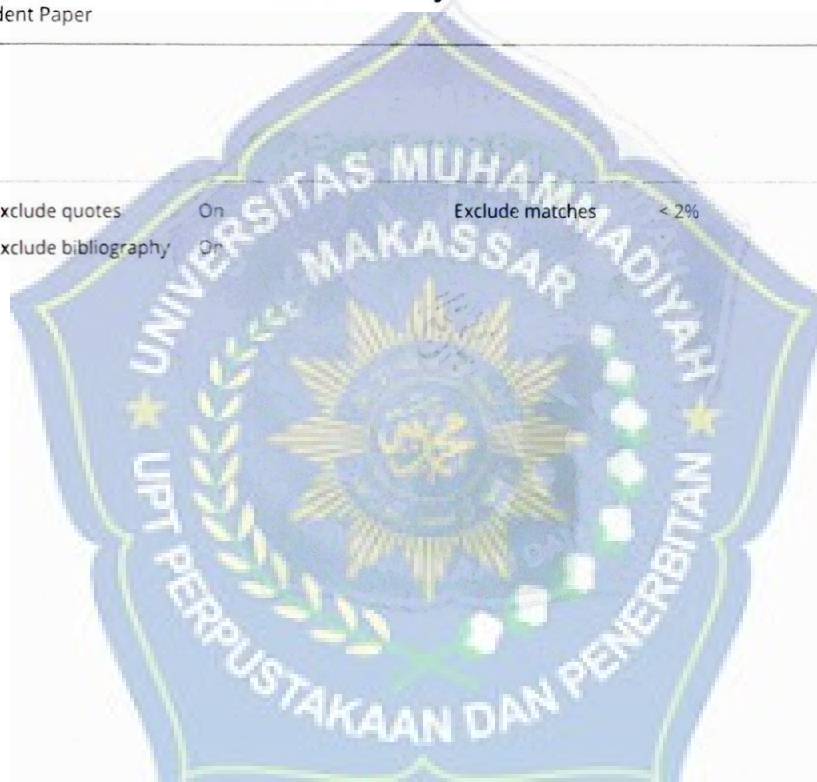 dent Paper
xclude quotes On Exclude matches < 2%
xclude bibliography On
UNIVERSITAS MUHAMMADIYAH
MAKASSAR
UPT PERPUSTAKAAN DAN PENERBITAN